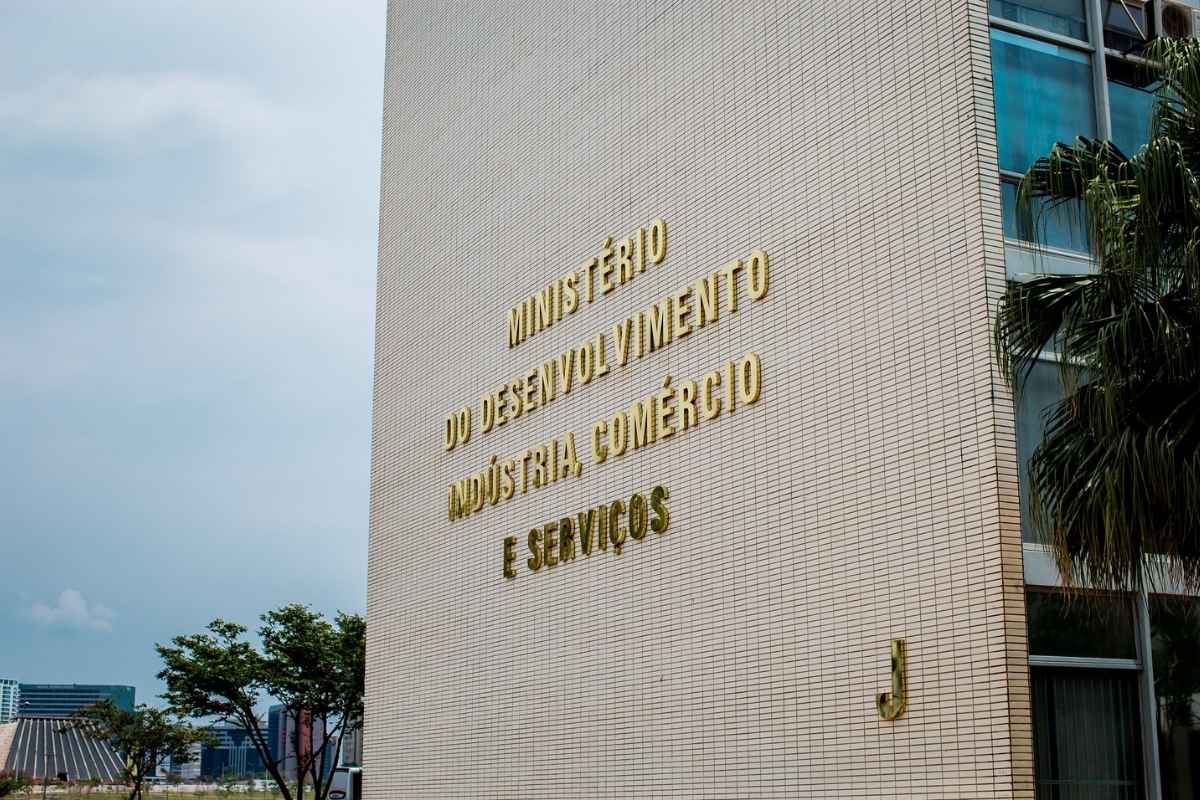 MINISTÉRIO
DO DESENVOLVIMENTO
INDÚSTRIA, COMÉRCIO
E SERVIÇOS
J